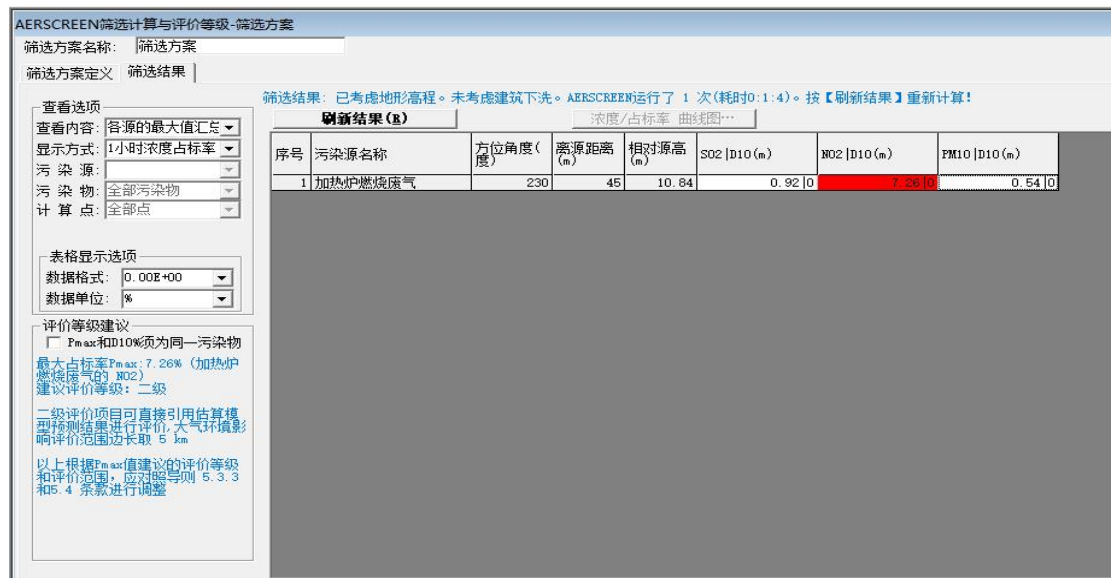 AERSCREEN筛选计算与评价等级-筛选方案
筛选方案名称: 筛选方案
筛选方案定义 筛选结果
筛选结果: 已考虑地形高程。未考虑建筑下洗。AERSCREEN运行了 1 次(耗时0:1:4)。按【刷新结果】重新计算!
刷新结果(R) 浓度/占标率 曲线图…
查看选项
查看内容: 各源的最大值汇总
显示方式: 1小时浓度占标率
污 染 源:
污 染 物: 全部污染物
计 算 点: 全部点
表格显示选项
数据格式: 0.00E+00
数据单位: %
评价等级建议
Pmax和D10%须为同一污染物
最大占标率Pmax:7.26% (加热炉
燃烧废气的 NO2)
建议评价等级: 二级
二级评价项目可直接引用估算模
型预测结果进行评价,大气环境影
响评价范围边长取 5 km
以上根据Pmax值建议的评价等级
和评价范围, 应对照导则 5.3.3
和5.4 条款进行调整
序号 污染源名称 方位角度(度) 离源距离(m) 相对源高(m) SO2|D10(m) NO2|D10(m) PM10|D10(m)
1 加热炉燃烧废气 230 45 10.84 0.92|0 7.26|0 0.54|0